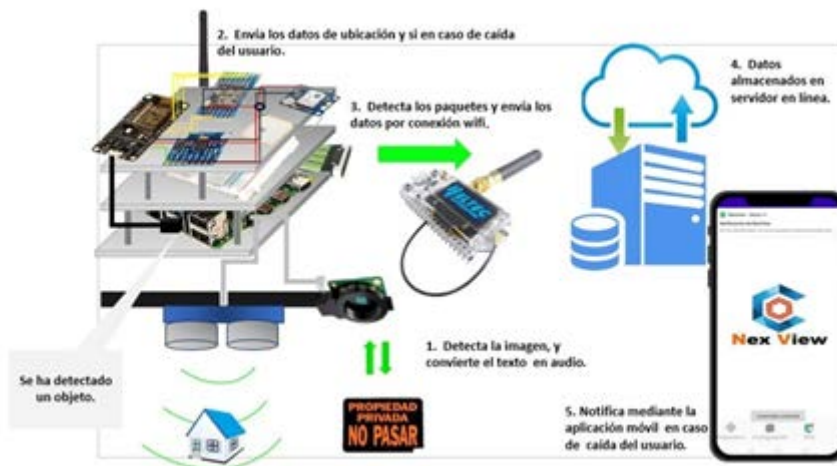 2. Envía los datos de ubicación y si en caso de caída
del usuario.
3. Detecta los paquetes y envía los
datos por conexión wifi.
4. Datos
almacenados en
servidor en línea.
HELTEC
Nex View
1. Detecta la imagen, y
convierte el texto en audio.
Se ha detectado
un objeto.
PROPIEDAD
PRIVADA
NO PASAR
5. Notifica mediante la
aplicación móvil en caso
de caída del usuario.